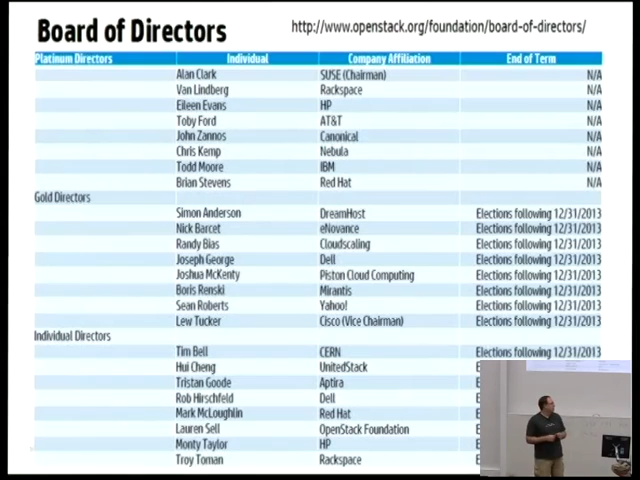 Board of Directors
http://www.openstack.org/foundation/board-of-directors/
Platinum Directors Individual Company Affiliation End of Term
Alan Clark SUSE (Chairman) N/A
Van Lindberg Rackspace N/A
Eileen Evans HP N/A
Toby Ford AT&T N/A
John Zannos Canonical N/A
Chris Kemp Nebula N/A
Todd Moore IBM N/A
Brian Stevens Red Hat N/A
Gold Directors
Simon Anderson DreamHost Elections following 12/31/2013
Nick Barcet eNovance Elections following 12/31/2013
Randy Bias Cloudscaling Elections following 12/31/2013
Joseph George Dell Elections following 12/31/2013
Joshua McKenty Piston Cloud Computing Elections following 12/31/2013
Boris Renski Mirantis Elections following 12/31/2013
Sean Roberts Yahoo! Elections following 12/31/2013
Lew Tucker Cisco (Vice Chairman) Elections following 12/31/2013
Individual Directors
Tim Bell CERN Elections following 12/31/2013
Hui Cheng UnitedStack E
Tristan Goode Aptira E
Rob Hirschfeld Dell E
Mark McLoughlin Red Hat E
Lauren Sell OpenStack Foundation E
Monty Taylor HP E
Troy Toman Rackspace E